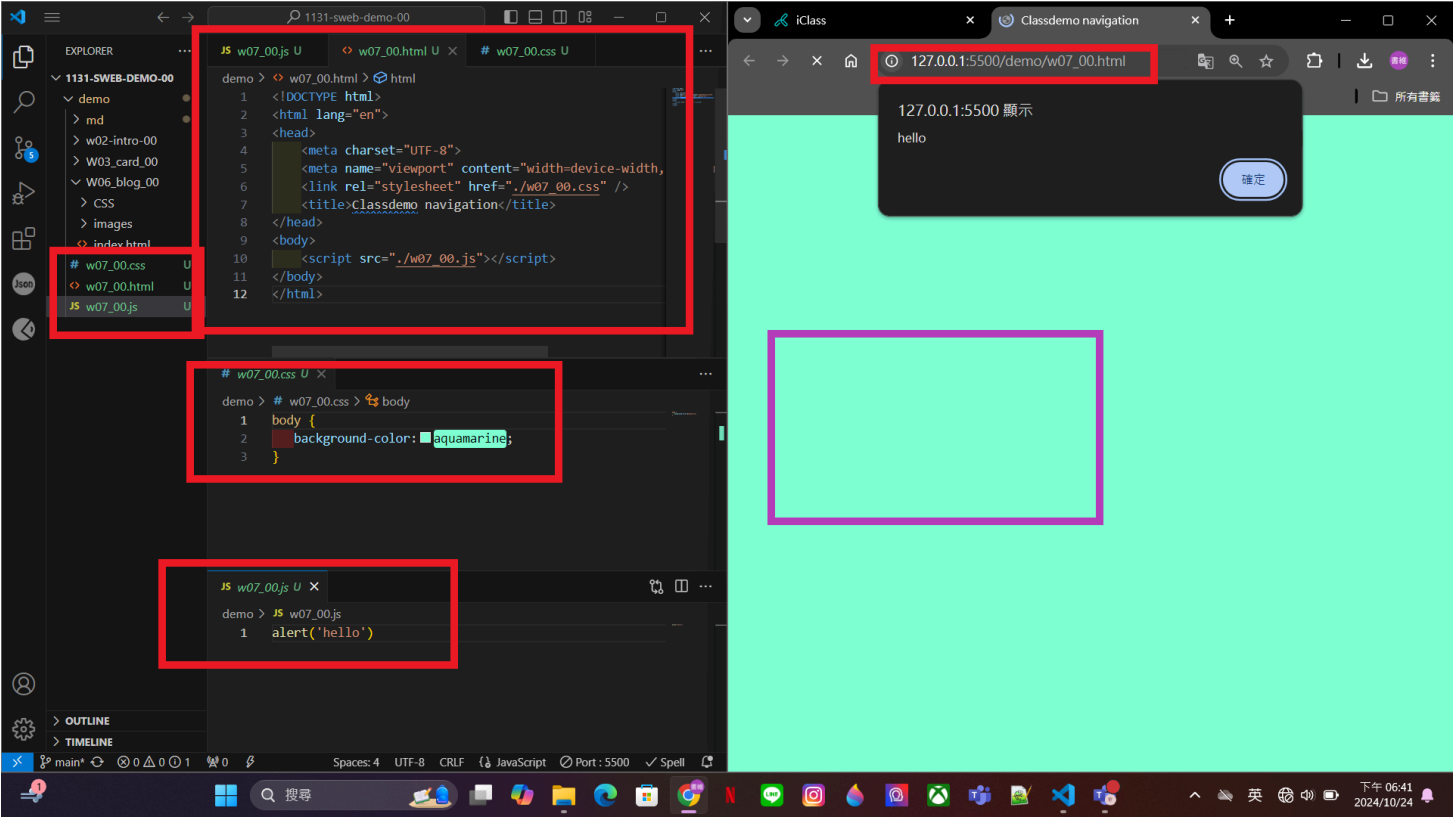 1131-sweb-demo-00
EXPLORER
1131-SWEB-DEMO-00
demo
md
w02-intro-00
W03_card_00
W06_blog_00
CSS
images
index.html
w07_00.css U
w07_00.html U
w07_00.js U
OUTLINE
TIMELINE
JS w07_00.js U
w07_00.html U
# w07_00.css U
demo > w07_00.html > html
1 <!DOCTYPE html>
2 <html lang="en">
3 <head>
4 <meta charset="UTF-8">
5 <meta name="viewport" content="width=device-width,
6 <link rel="stylesheet" href="./w07_00.css" />
7 <title>Classdemo navigation</title>
8 </head>
9 <body>
10 <script src="./w07_00.js"></script>
11 </body>
12 </html>
# w07_00.css U
demo > # w07_00.css > body
1 body {
2 background-color: aquamarine;
3 }
JS w07_00.js U
demo > JS w07_00.js
1 alert('hello')
main* 0 0 1 0 Spaces: 4 UTF-8 CRLF JavaScript Port : 5500 Spell
iClass
Classdemo navigation
127.0.0.1:5500/demo/w07_00.html
所有書籤
127.0.0.1:5500 顯示
hello
確定
5
Json
1
搜尋
英
下午 06:41
2024/10/24